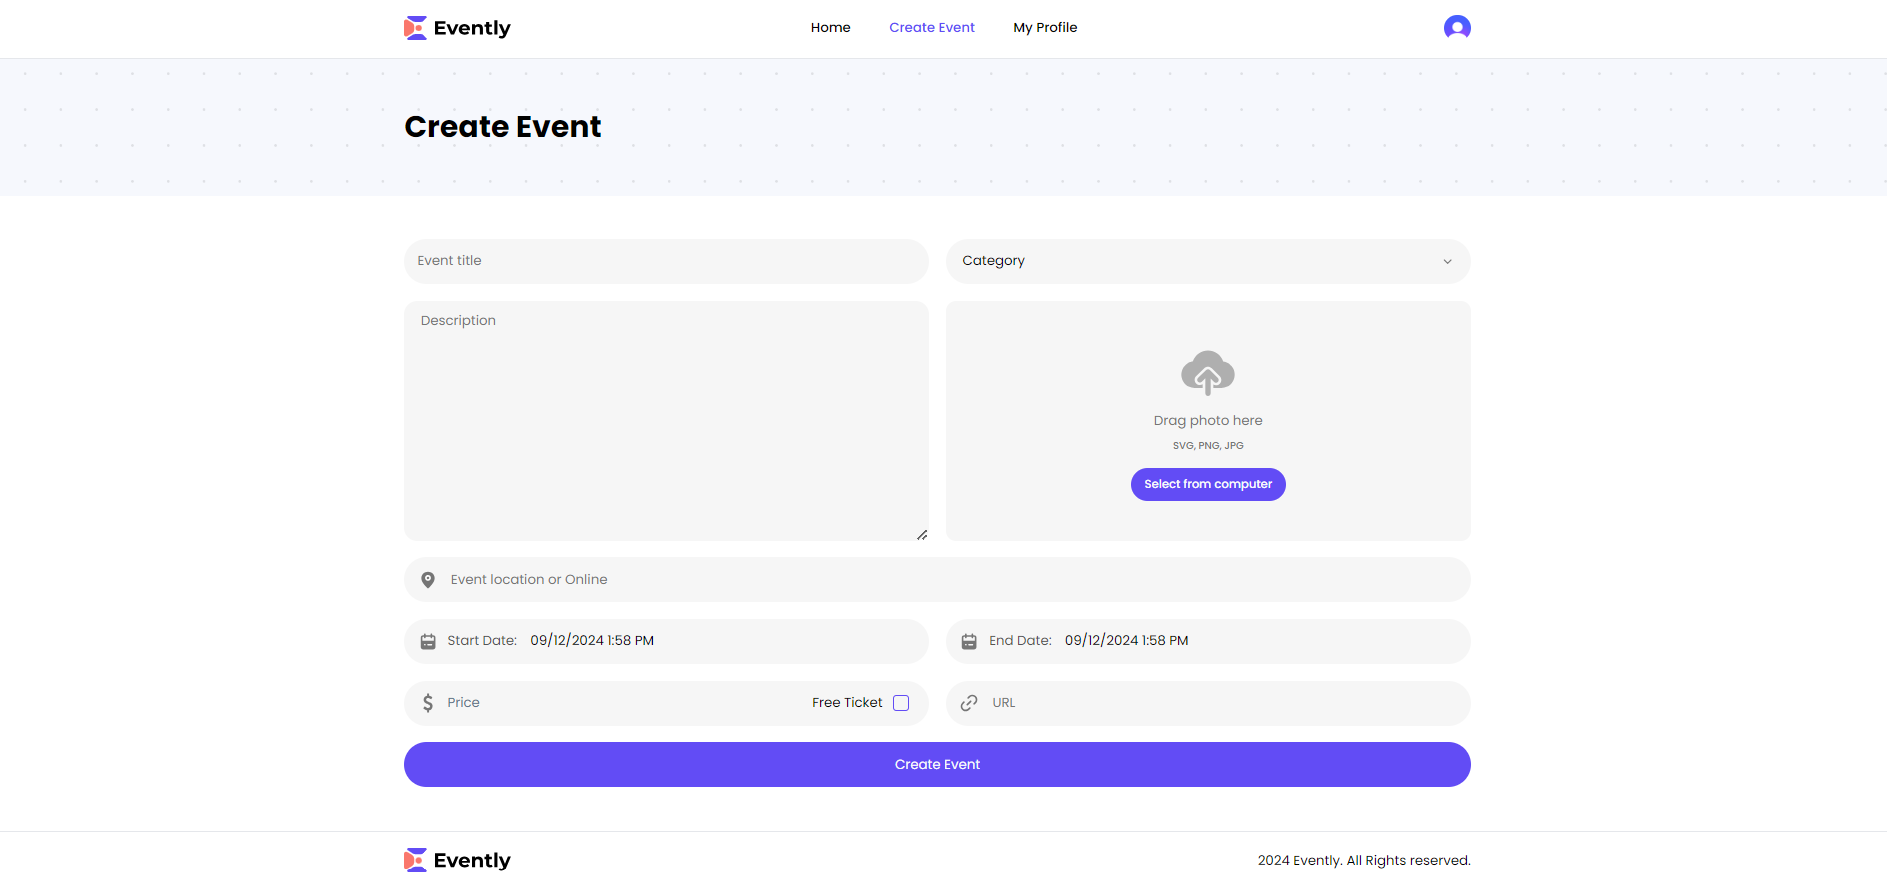 Evently
Home Create Event My Profile
Create Event
Event title
Category
Description
Drag photo here
SVG, PNG, JPG
Select from computer
Event location or Online
Start Date: 09/12/2024 1:58 PM
End Date: 09/12/2024 1:58 PM
Price Free Ticket
URL
Create Event
Evently
2024 Evently. All Rights reserved.